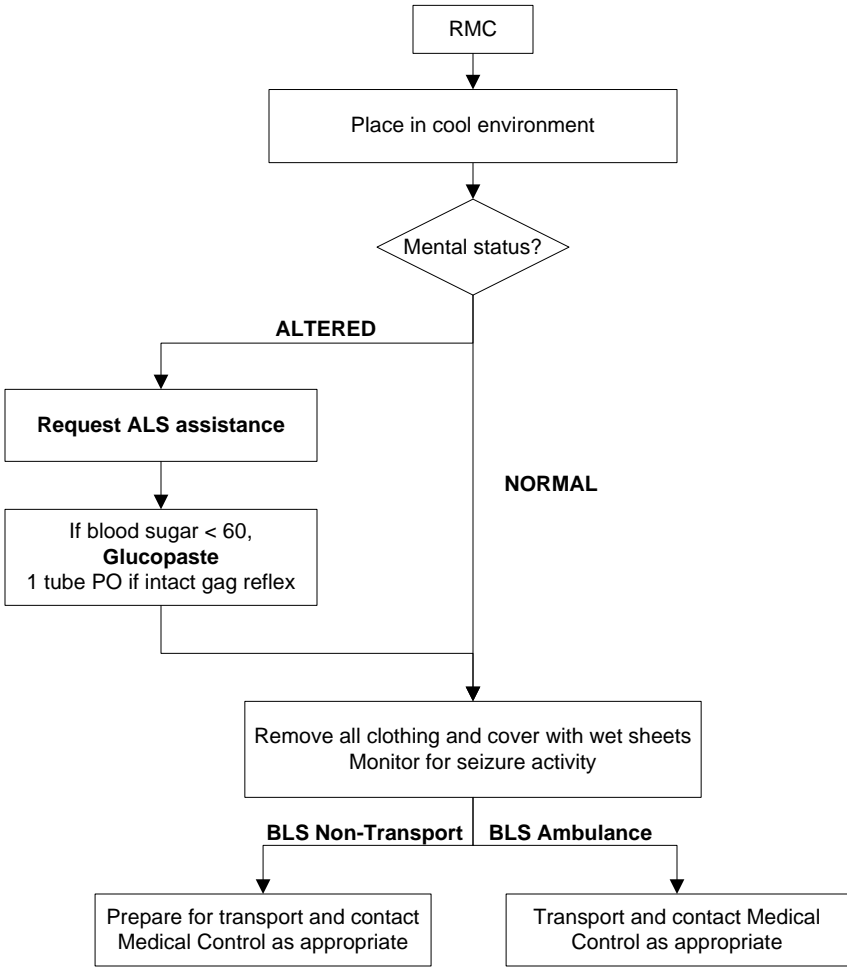 RMC
Place in cool environment
Mental status?
ALTERED
Request ALS assistance
NORMAL
If blood sugar < 60,
Glucopaste
1 tube PO if intact gag reflex
Remove all clothing and cover with wet sheets
Monitor for seizure activity
BLS Non-Transport
BLS Ambulance
Prepare for transport and contact
Medical Control as appropriate
Transport and contact Medical
Control as appropriate